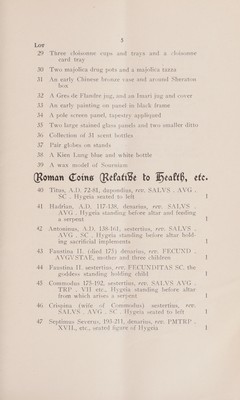 5
Lot
29 Three cloisonne cups and trays and a cloisonne
card tray
30 Two majolica drug pots and a majolica tazza
31 An early Chinese bronze vase and around Sheraton
box
32 A Gres de Flandre jug, and an Imari jug and cover
33 An early painting on panel in black frame
34 A pole screen panel, tapestry appliqued
35 Two large stained glass panels and two smaller ditto
36 Collection of 31 scent bottles
37 Pair globes on stands
38 A Kien Lung blue and white bottle
39 A wax model of Sournien
Roman Coins Relative to Health, etc.
40 Titus, A.D. 72-81, dupondius, rev. SALVS . AVG .
SC . Hygeia seated to left 1
41 Hadrian, A.D. 117-138, denarius, rev. SALVS .
AVG . Hygeia standing before altar and feeding
a serpent 1
42 Antoninus, A.D. 138-161, sestertius, rev. SALVS .
AVG . SC . Hygeia standing before altar hold-
ing sacrificial implements 1
43 Faustina II. (died 175) denarius, rev. FECUND .
AVGVSTAE, mother and three children 1
44 Faustina II. sestertius, rev. FECUNDITAS SC. the
goddess standing holding child 1
45 Commodus 175-192, sestertius, rev. SALVS AVG .
TRP . VII etc., Hygeia standing before altar
from which arises a serpent 1
46 Crispina (wife of Commodus) sestertius, rev.
SALVS . AVG . SC . Hygeia seated to left 1
47 Septimus Severus, 193-211, denarius, rev. PMTRP .
XVII., etc., seated figure of Hygeia 1